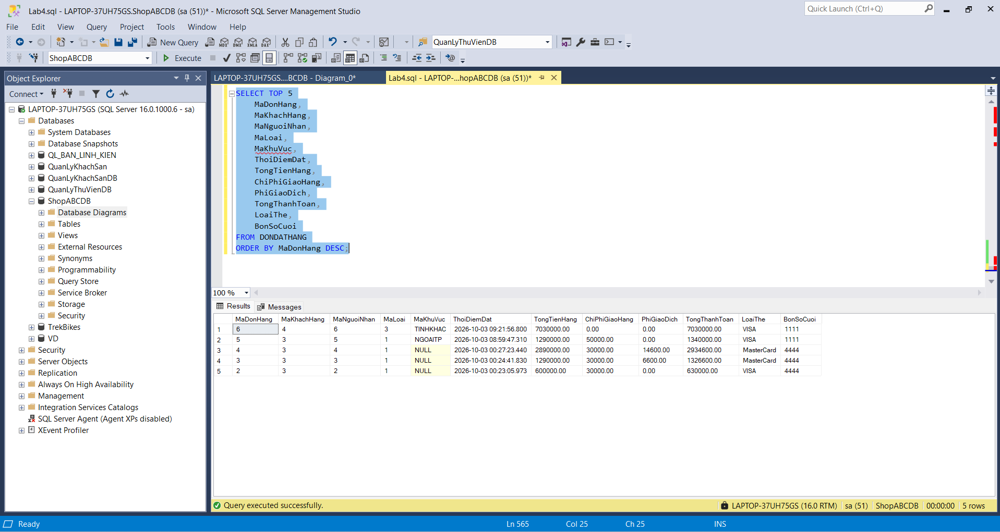 Lab4.sql - LAPTOP-37UH75GS.ShopABCDB (sa (51))* - Microsoft SQL Server Management Studio
Quick Launch (Ctrl+Q)
File Edit View Query Project Tools Window Help
New Query MDX DMX XMLA DAX QuanLyThuVienDB
ShopABCDB Execute
Object Explorer
Connect
LAPTOP-37UH75GS (SQL Server 16.0.1000.6 - sa)
Databases
System Databases
Database Snapshots
QL_BAN_LINH_KIEN
QuanLyKhachSan
QuanLyKhachSanDB
QuanLyThuVienDB
ShopABCDB
Database Diagrams
Tables
Views
External Resources
Synonyms
Programmability
Query Store
Service Broker
Storage
Security
TrekBikes
VD
Security
Server Objects
Replication
Always On High Availability
Management
Integration Services Catalogs
SQL Server Agent (Agent XPs disabled)
XEvent Profiler
LAPTOP-37UH75GS....BCDB - Diagram_0*
Lab4.sql - LAPTOP-...hopABCDB (sa (51))*
SELECT TOP 5
MaDonHang,
MaKhachHang,
MaNguoiNhan,
MaLoai,
MaKhuVuc,
ThoiDiemDat,
TongTienHang,
ChiPhiGiaoHang,
PhiGiaoDich,
TongThanhToan,
LoaiThe,
BonSoCuoi
FROM DONDATHANG
ORDER BY MaDonHang DESC;
100 %
Results Messages
MaDonHang MaKhachHang MaNguoiNhan MaLoai MaKhuVuc ThoiDiemDat TongTienHang ChiPhiGiaoHang PhiGiaoDich TongThanhToan LoaiThe BonSoCuoi
1 6 4 6 3 TINHKHAC 2026-10-03 09:21:56.800 7030000.00 0.00 0.00 7030000.00 VISA 1111
2 5 3 5 1 NGOAITP 2026-10-03 08:59:47.310 1290000.00 50000.00 0.00 1340000.00 VISA 1111
3 4 3 4 1 NULL 2026-10-03 00:27:23.440 2890000.00 30000.00 14600.00 2934600.00 MasterCard 4444
4 3 3 3 1 NULL 2026-10-03 00:24:41.830 1290000.00 30000.00 6600.00 1326600.00 MasterCard 4444
5 2 3 2 1 NULL 2026-10-03 00:23:05.973 600000.00 30000.00 0.00 630000.00 VISA 4444
Query executed successfully.
LAPTOP-37UH75GS (16.0 RTM) sa (51) ShopABCDB 00:00:00 5 rows
Ready Ln 565 Col 25 Ch 25 INS